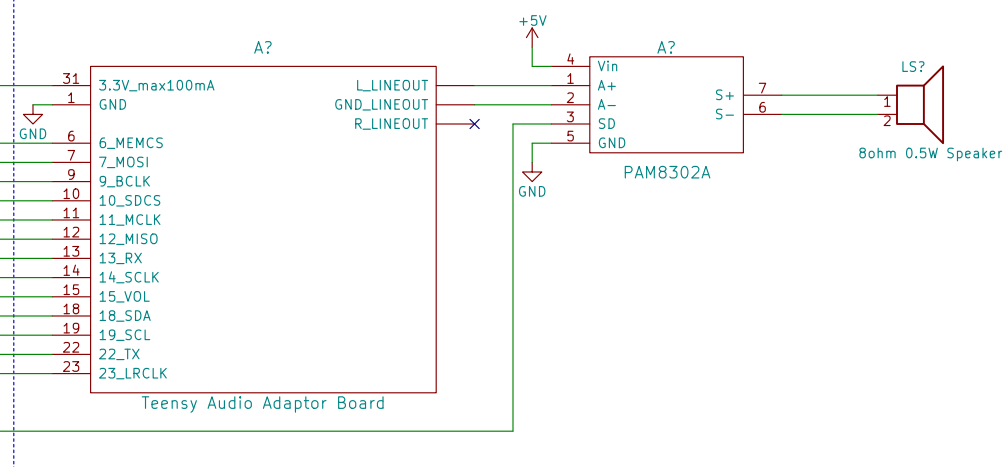 +5V
A?
A?
LS?
31 3.3V_max100mA
1 GND
GND
6 6_MEMCS
7 7_MOSI
9 9_BCLK
10 10_SDCS
11 11_MCLK
12 12_MISO
13 13_RX
14 14_SCLK
15 15_VOL
18 18_SDA
19 19_SCL
22 22_TX
23 23_LRCLK
L_LINEOUT
GND_LINEOUT
R_LINEOUT
Teensy Audio Adaptor Board
4 Vin
1 A+
2 A-
3 SD
5 GND
GND
S+ 7
S- 6
PAM8302A
1
2
8ohm 0.5W Speaker